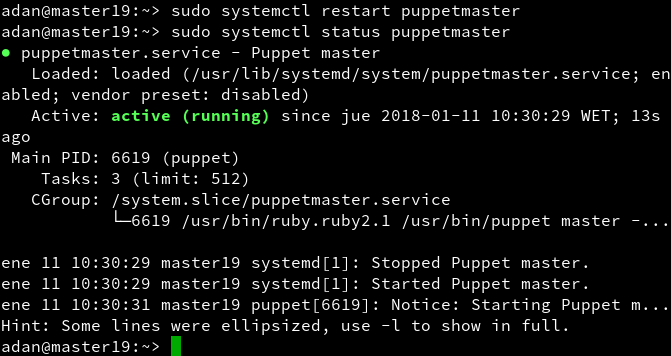 adan@master19:~> sudo systemctl restart puppetmaster
adan@master19:~> sudo systemctl status puppetmaster
● puppetmaster.service - Puppet master
   Loaded: loaded (/usr/lib/systemd/system/puppetmaster.service; en
abled; vendor preset: disabled)
   Active: active (running) since jue 2018-01-11 10:30:29 WET; 13s
ago
 Main PID: 6619 (puppet)
    Tasks: 3 (limit: 512)
   CGroup: /system.slice/puppetmaster.service
           └─6619 /usr/bin/ruby.ruby2.1 /usr/bin/puppet master -...

ene 11 10:30:29 master19 systemd[1]: Stopped Puppet master.
ene 11 10:30:29 master19 systemd[1]: Started Puppet master.
ene 11 10:30:31 master19 puppet[6619]: Notice: Starting Puppet m...
Hint: Some lines were ellipsized, use -l to show in full.
adan@master19:~>